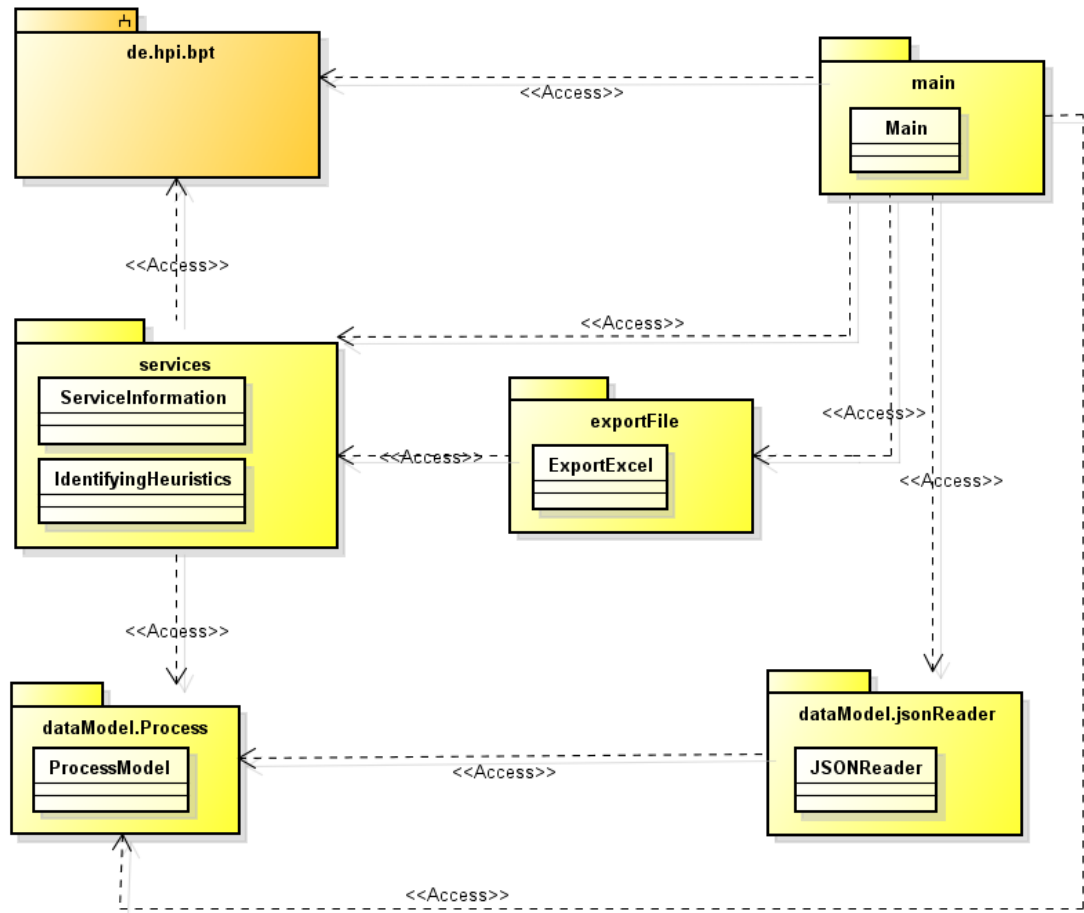 de.hpi.bpt
main
Main
<<Access>>
<<Access>>
<<Access>>
services
ServiceInformation
IdentifyingHeuristics
exportFile
ExportExcel
<<Access>>
<<Access>>
<<Access>>
<<Access>>
dataModel.Process
ProcessModel
dataModel.jsonReader
JSONReader
<<Access>>
<<Access>>